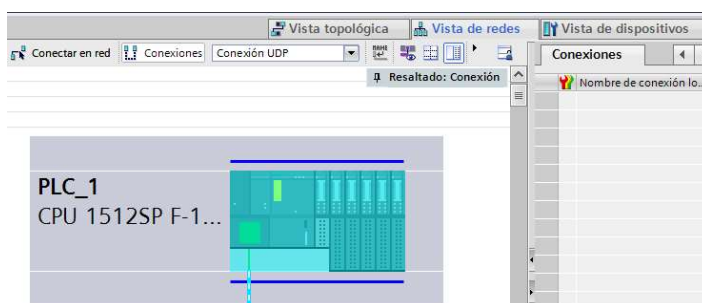 Vista topológica Vista de redes Vista de dispositivos
Conectar en red Conexiones Conexión UDP Conexiones
Resaltado: Conexión Nombre de conexión lo...
PLC_1
CPU 1512SP F-1...